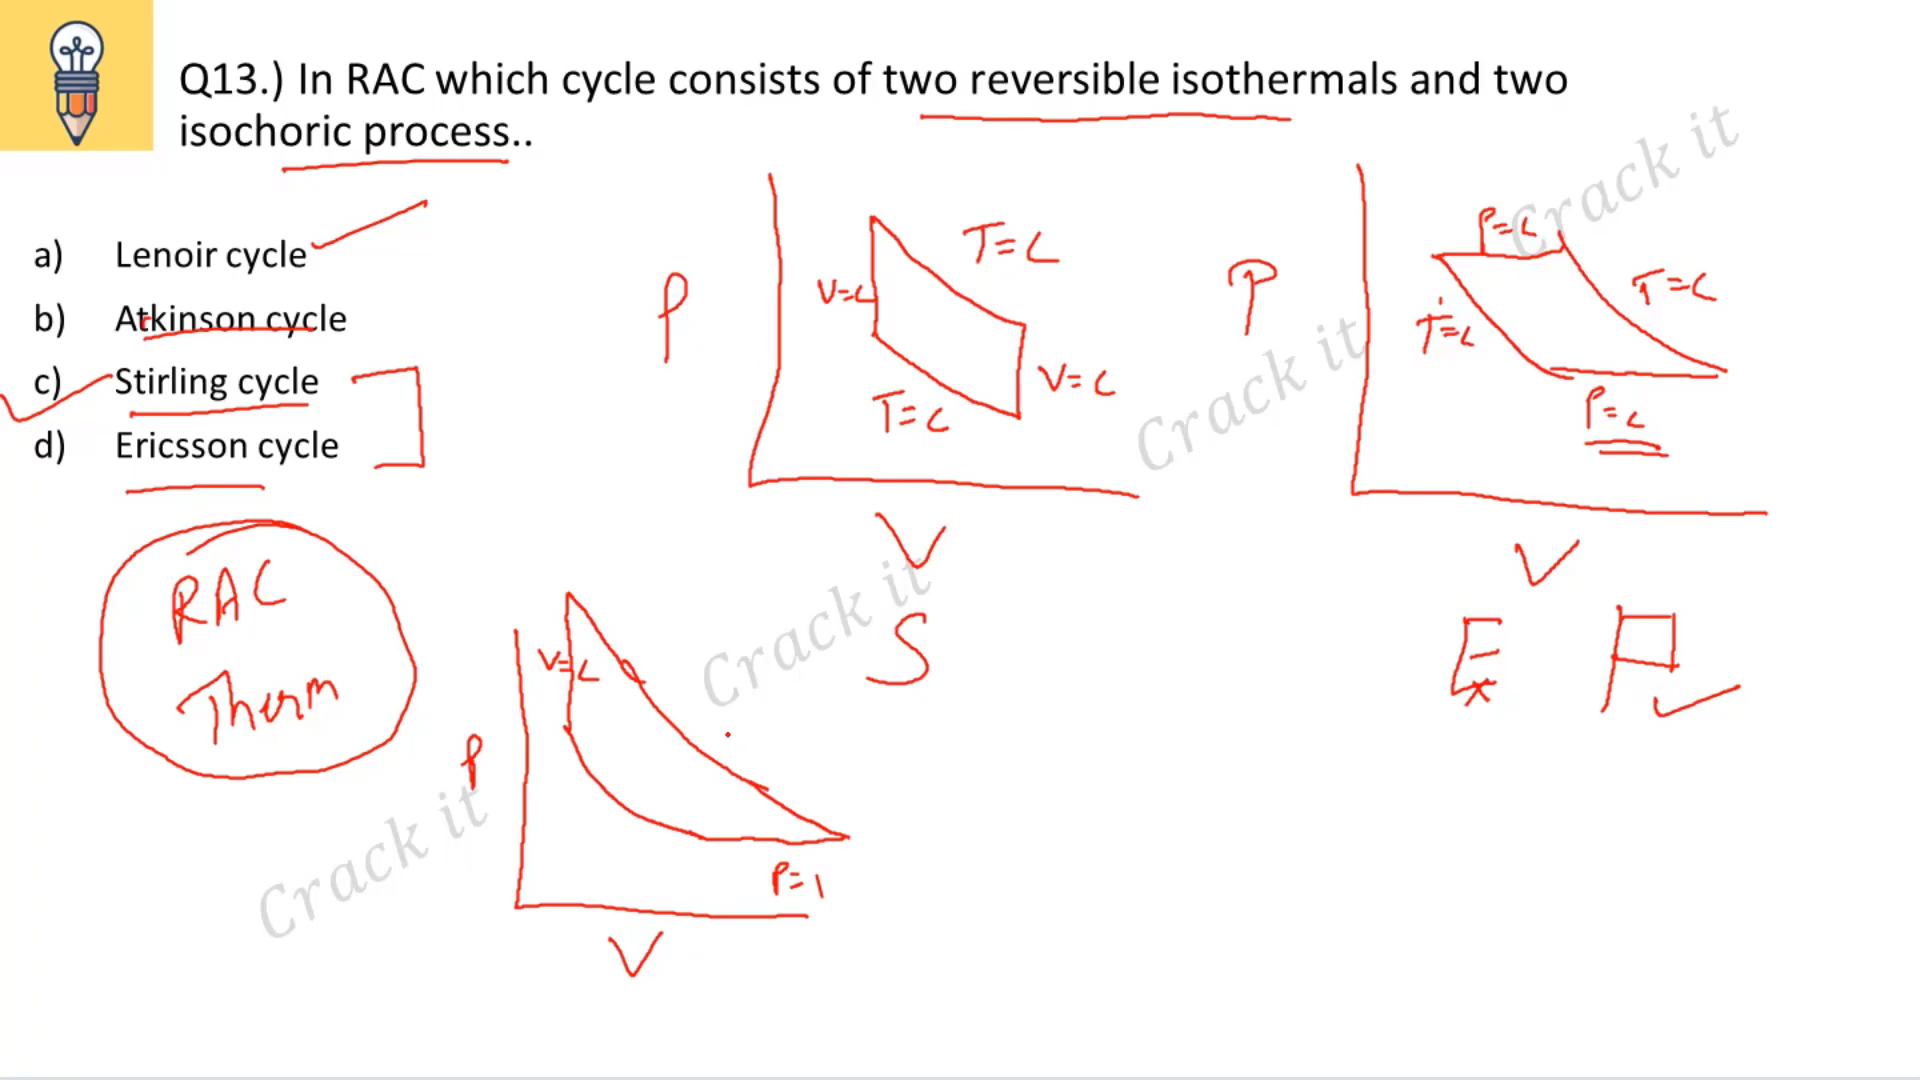 Q13.) In RAC which cycle consists of two reversible isothermals and two
isochoric process..
a) Lenoir cycle
b) Atkinson cycle
c) Stirling cycle
d) Ericsson cycle
RAC
Therm
P
V=C
T=C
T=C
V=C
V
S
P
P=C
T=C
T=C
P=C
V
E
P
P
V=C
P=1
V
Crack it
Crack it
Crack it
Crack it